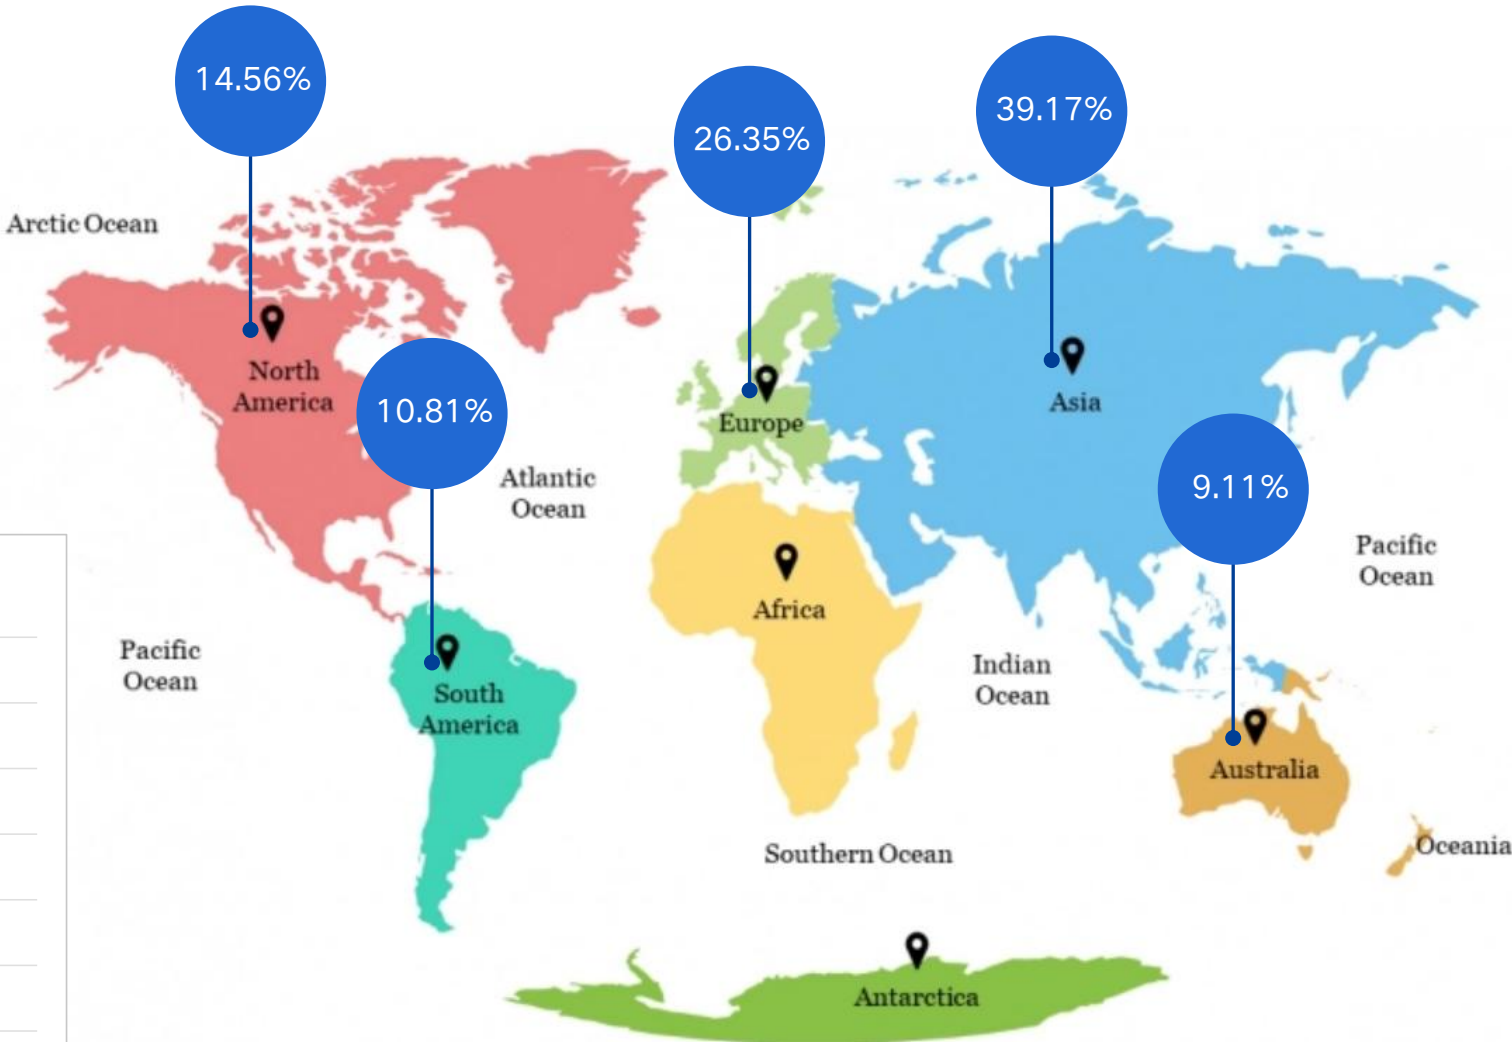 14.56%
39.17%
26.35%
Arctic Ocean
North
America
10.81%
Europe
Asia
Atlantic
Ocean
9.11%
Pacific
Ocean
Africa
Pacific
Ocean
Indian
Ocean
South
America
Australia
Southern Ocean
Oceania
Antarctica